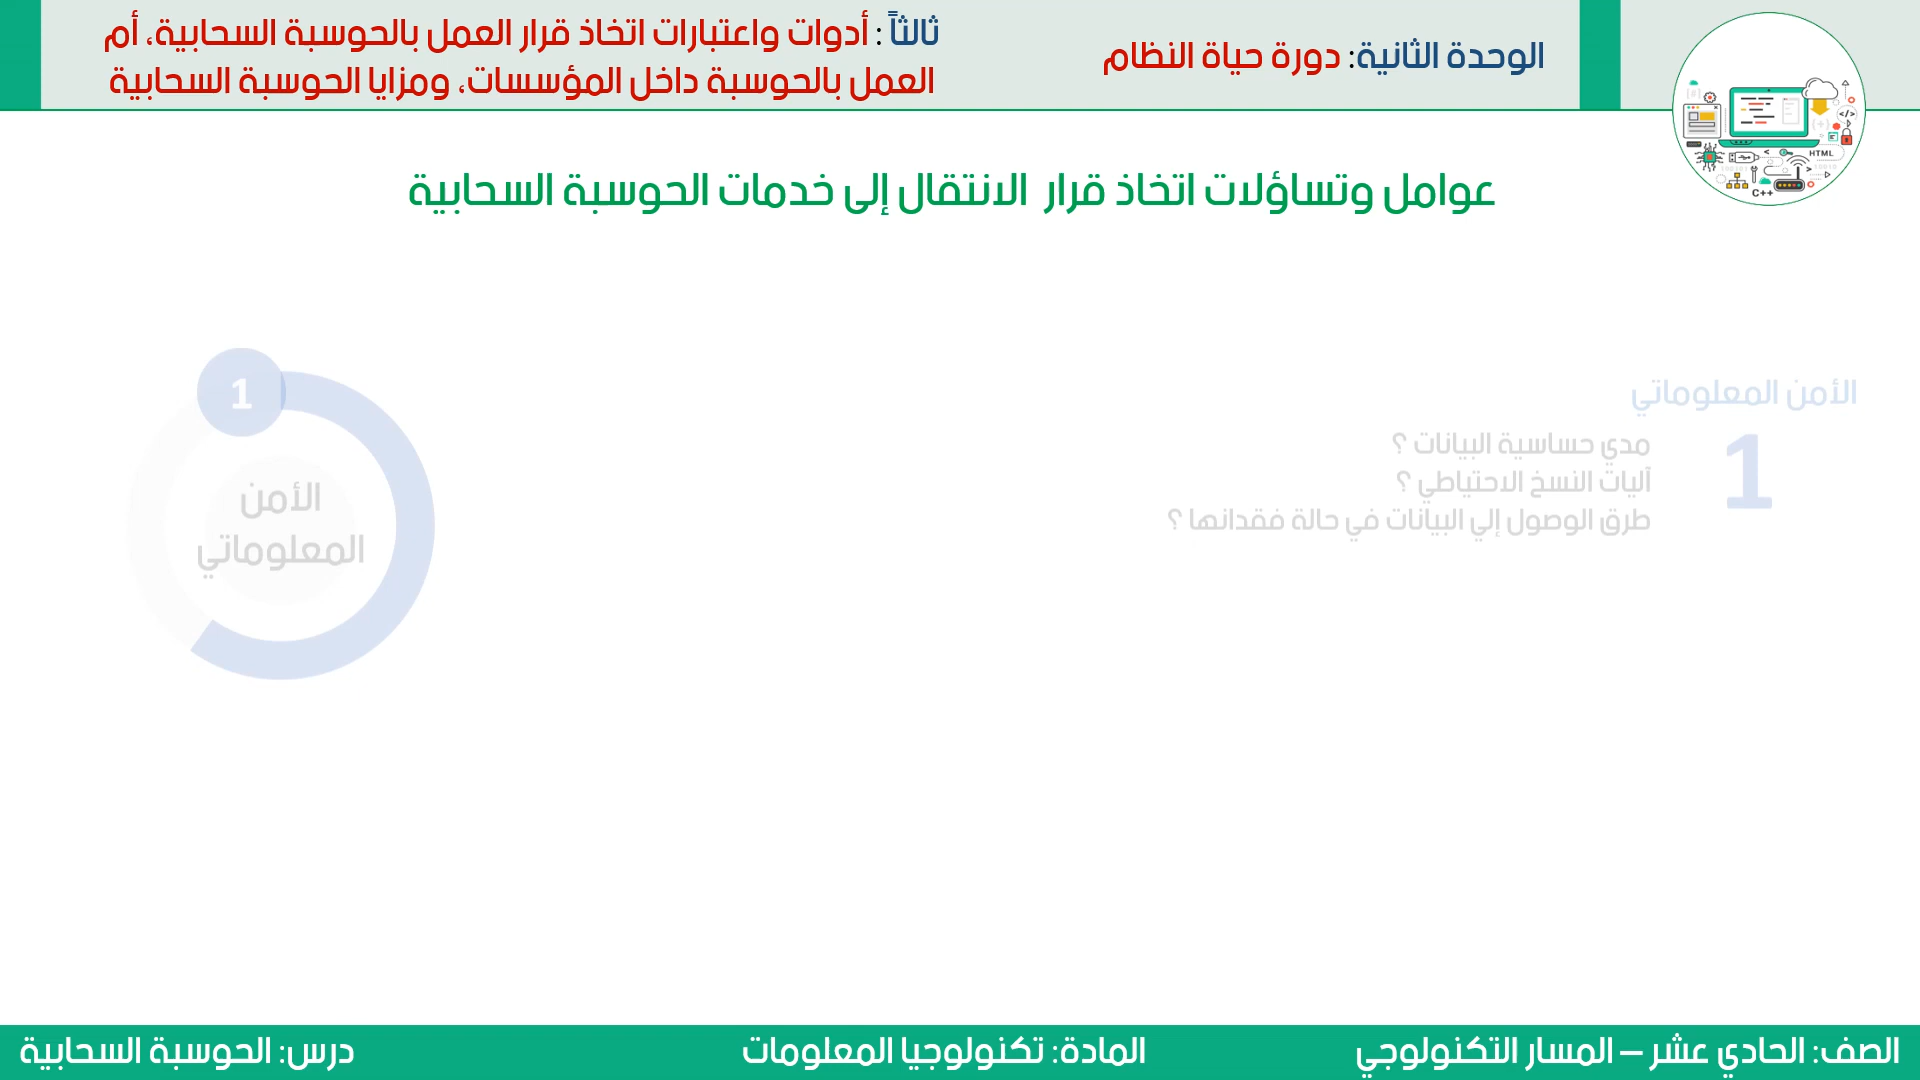 الوحدة الثانية: دورة حياة النظام
ثالثاً : أدوات واعتبارات اتخاذ قرار العمل بالحوسبة السحابية، أم
العمل بالحوسبة داخل المؤسسات، ومزايا الحوسبة السحابية
</>
HTML
C++
عوامل وتساؤلات اتخاذ قرار الانتقال إلى خدمات الحوسبة السحابية
الأمن المعلوماتي
1
مدي حساسية البيانات ؟
آليات النسخ الاحتياطي ؟
طرق الوصول إلي البيانات في حالة فقدانها ؟
1
الأمن
المعلوماتي
الصف: الحادي عشر – المسار التكنولوجي
المادة: تكنولوجيا المعلومات
درس: الحوسبة السحابية